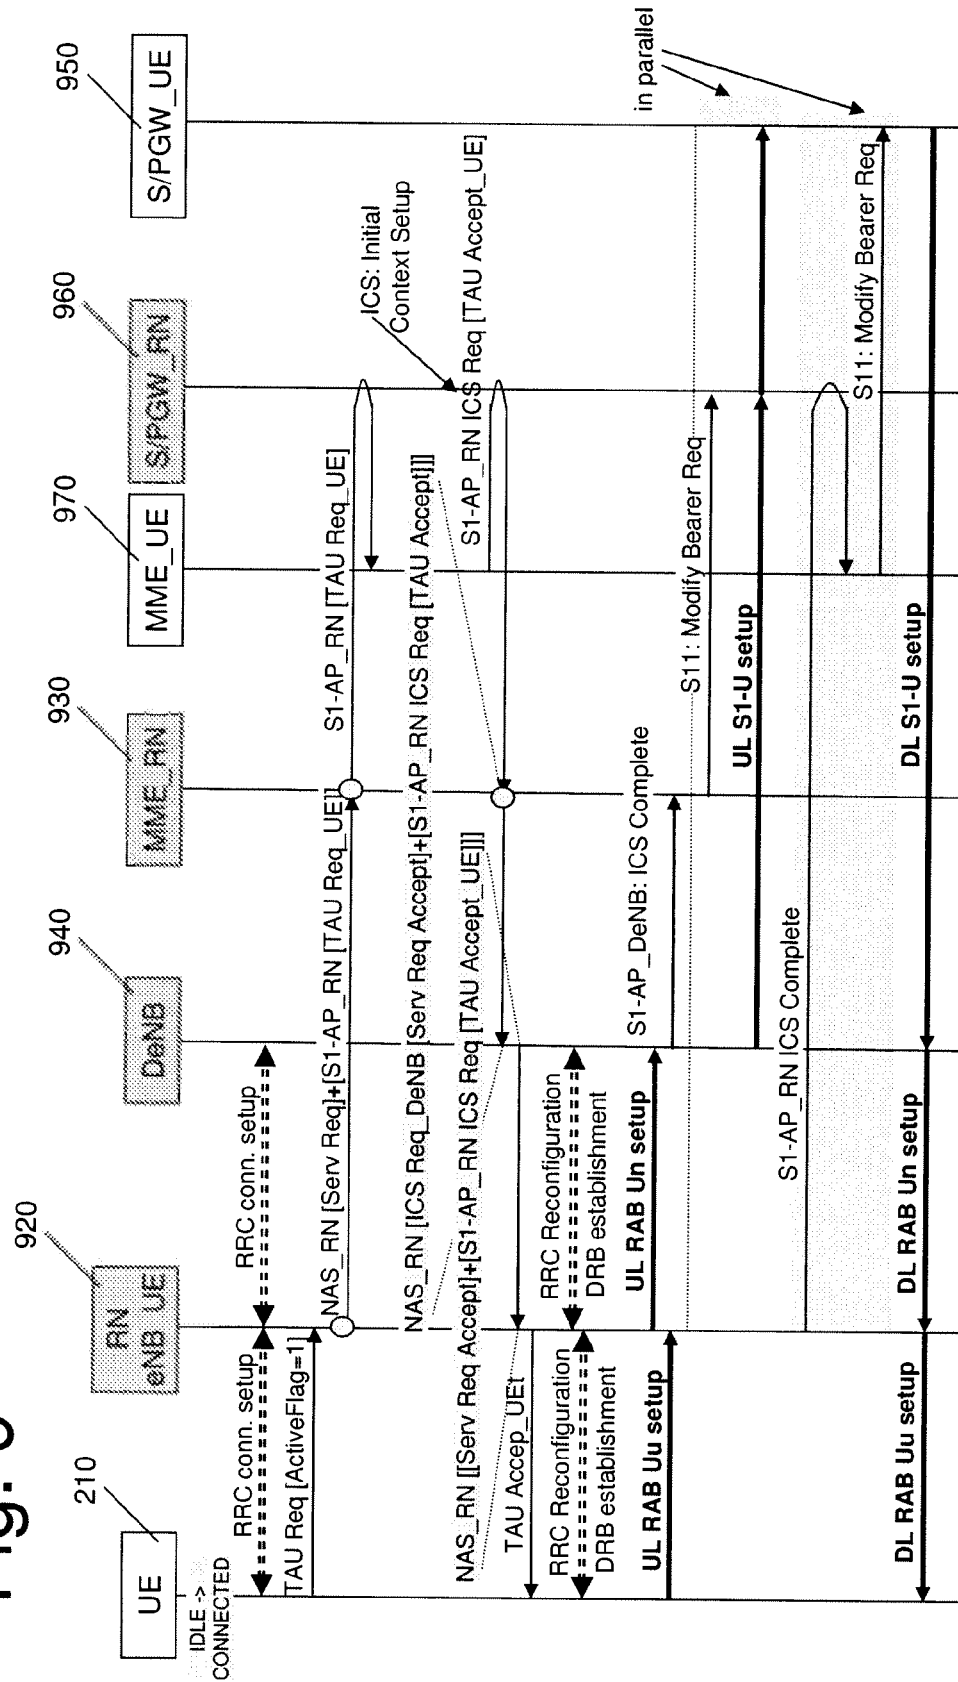 Fig. 
UE
210
RN
eNB UE
920
DeNB
940
MME_RN
930
MME_UE
970
S/PGW_RN
960
S/PGW_UE
950
IDLE ->
CONNECTED
RRC conn. setup
RRC conn. setup
TAU Req [ActiveFlag=1]
NAS_RN [Serv Req]+[S1-AP_RN [TAU Req_UE]]
S1-AP_RN [TAU Req_UE]
ICS: Initial
Context Setup
NAS_RN [ICS Req_DeNB [Serv Req Accept]+[S1-AP_RN ICS Req [TAU Accept]]]
S1-AP_RN ICS Req [TAU Accept_UE]
NAS_RN [[Serv Req Accept]+[S1-AP_RN ICS Req [TAU Accept_UE]]]
TAU Accep_UEt
RRC Reconfiguration
DRB establishment
RRC Reconfiguration
DRB establishment
UL RAB Un setup
UL RAB Uu setup
S1-AP_DeNB: ICS Complete
S11: Modify Bearer Req
UL S1-U setup
in parallel
S1-AP_RN ICS Complete
S11: Modify Bearer Req
DL RAB Uu setup
DL RAB Un setup
DL S1-U setup